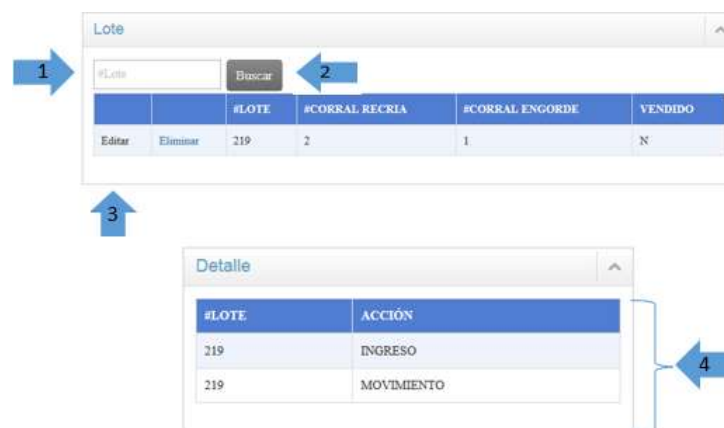 Lote
1 #Lote Buscar 2
#LOTE #CORRAL RECRIA #CORRAL ENGORDE VENDIDO
Editar Eliminar 219 2 1 N
3
Detalle
#LOTE ACCIÓN
219 INGRESO
219 MOVIMIENTO
4